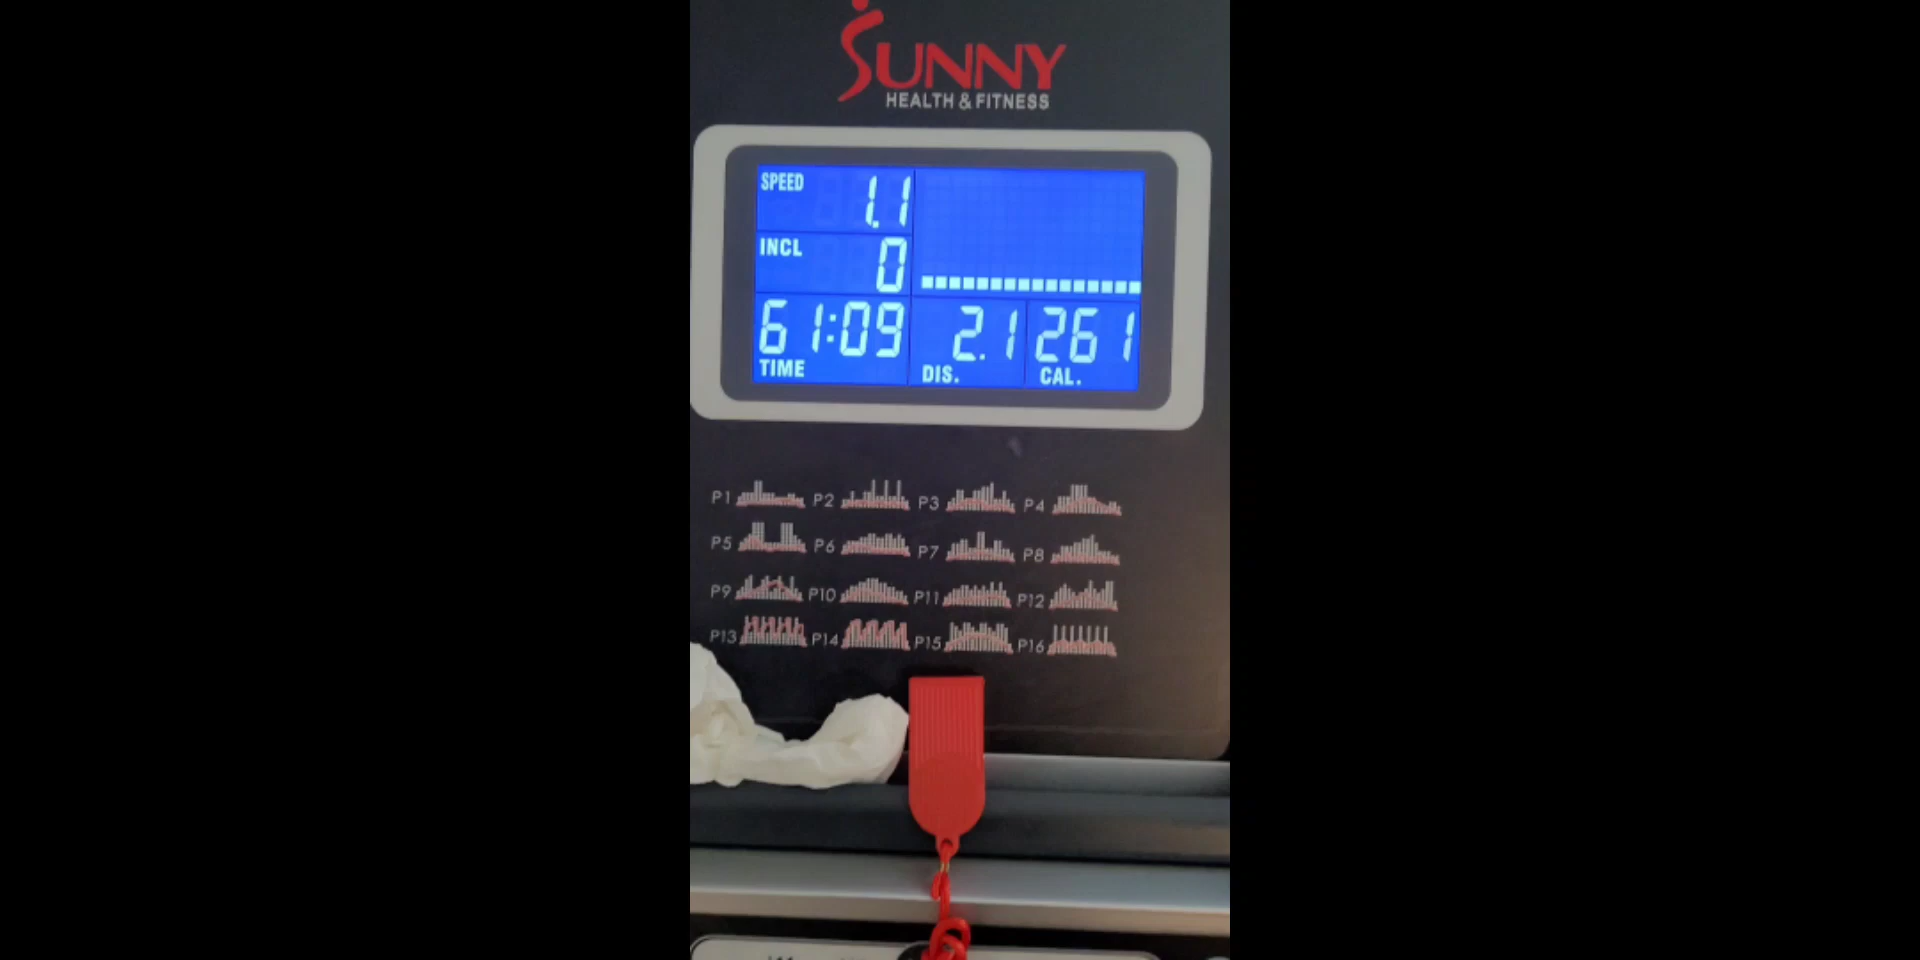 SUNNY
HEALTH & FITNESS
SPEED 1.1
INCL 0
61:09 2.1 261
TIME DIS. CAL.
P1 P2 P3 P4
P5 P6 P7 P8
P9 P10 P11 P12
P13 P14 P15 P16